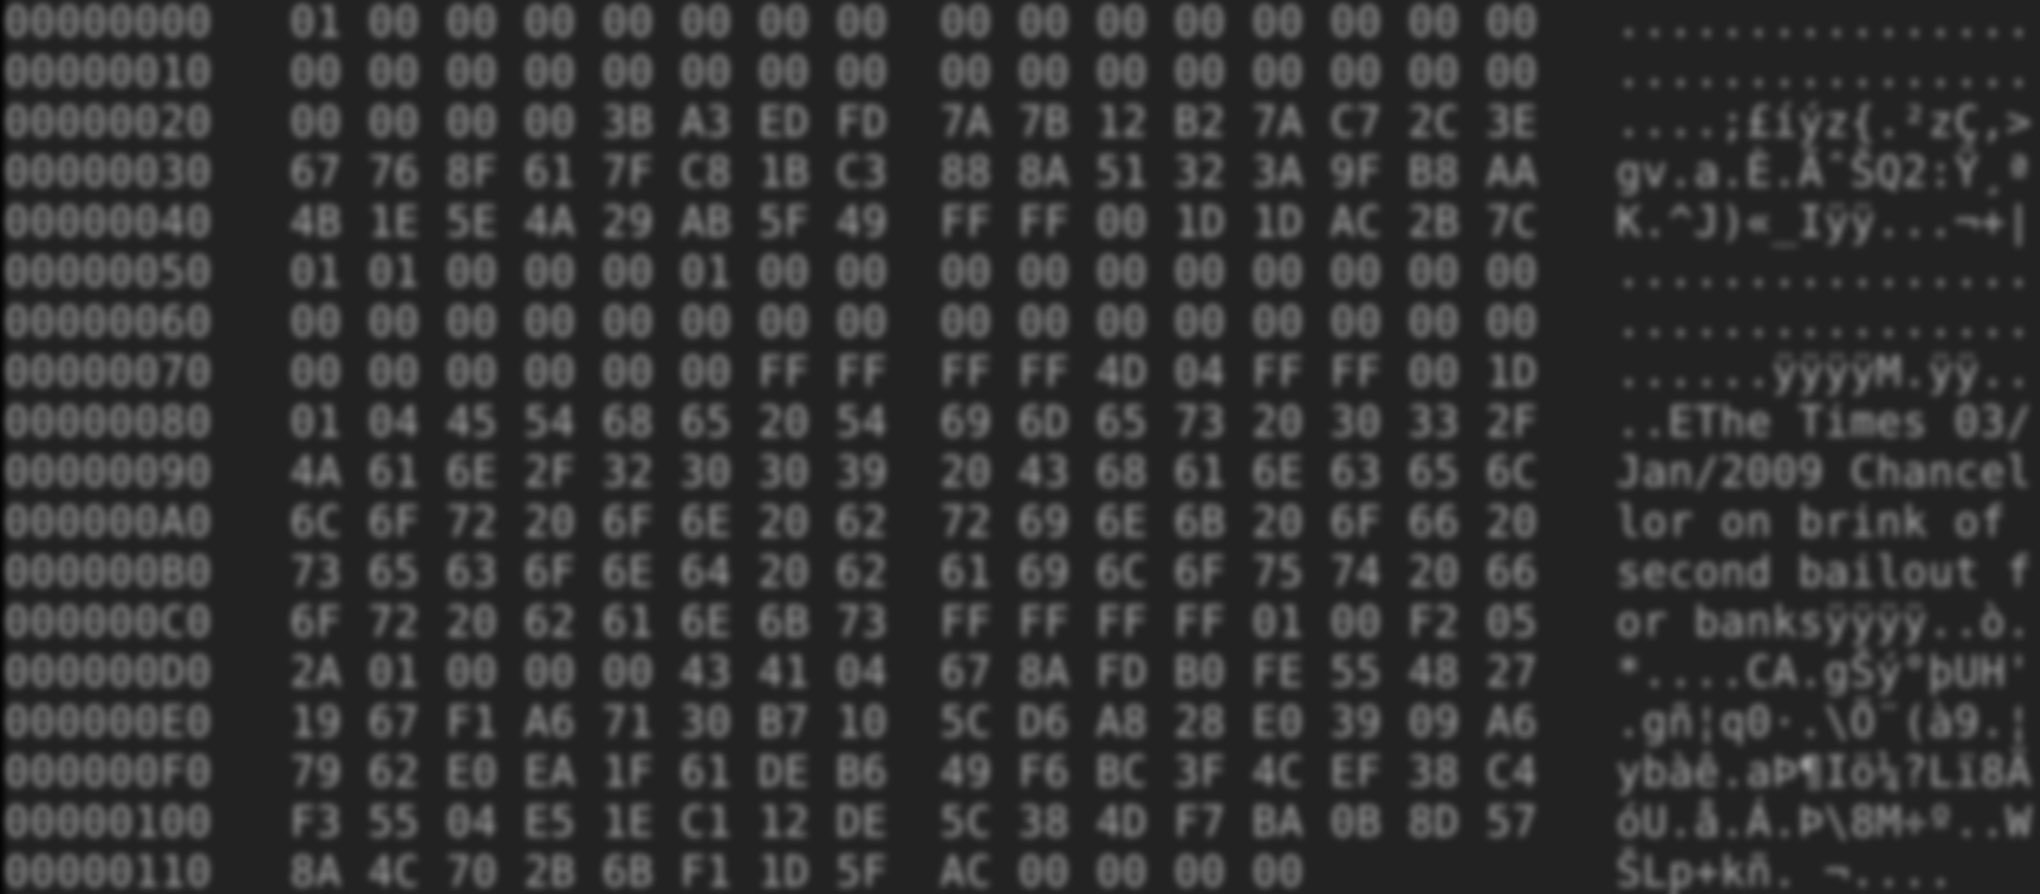 00000000 01 00 00 00 00 00 00 00 00 00 00 00 00 00 00 00 ................
00000010 00 00 00 00 00 00 00 00 00 00 00 00 00 00 00 00 ................
00000020 00 00 00 00 3B A3 ED FD 7A 7B 12 B2 7A C7 2C 3E ....;£íýz{.²zÇ,>
00000030 67 76 8F 61 7F C8 1B C3 88 8A 51 32 3A 9F B8 AA gv.a.È.ÃˆŠQ2:Ÿ¸ª
00000040 4B 1E 5E 4A 29 AB 5F 49 FF FF 00 1D 1D AC 2B 7C K.^J)«_Iÿÿ...¬+|
00000050 01 01 00 00 00 01 00 00 00 00 00 00 00 00 00 00 ................
00000060 00 00 00 00 00 00 00 00 00 00 00 00 00 00 00 00 ................
00000070 00 00 00 00 00 00 FF FF FF FF 4D 04 FF FF 00 1D ......ÿÿÿÿM.ÿÿ..
00000080 01 04 45 54 68 65 20 54 69 6D 65 73 20 30 33 2F ..EThe Times 03/
00000090 4A 61 6E 2F 32 30 30 39 20 43 68 61 6E 63 65 6C Jan/2009 Chancel
000000A0 6C 6F 72 20 6F 6E 20 62 72 69 6E 6B 20 6F 66 20 lor on brink of
000000B0 73 65 63 6F 6E 64 20 62 61 69 6C 6F 75 74 20 66 second bailout f
000000C0 6F 72 20 62 61 6E 6B 73 FF FF FF FF 01 00 F2 05 or banksÿÿÿÿ..ò.
000000D0 2A 01 00 00 00 43 41 04 67 8A FD B0 FE 55 48 27 *....CA.gŠý°þUH'
000000E0 19 67 F1 A6 71 30 B7 10 5C D6 A8 28 E0 39 09 A6 .gñ¦q0·.\Ö¨(à9.¦
000000F0 79 62 E0 EA 1F 61 DE B6 49 F6 BC 3F 4C EF 38 C4 ybàê.aÞ¶Iö¼?Lï8Ä
00000100 F3 55 04 E5 1E C1 12 DE 5C 38 4D F7 BA 0B 8D 57 óU.å.Á.Þ\8M÷º..W
00000110 8A 4C 70 2B 6B F1 1D 5F AC 00 00 00 00 ŠLp+kñ._¬....